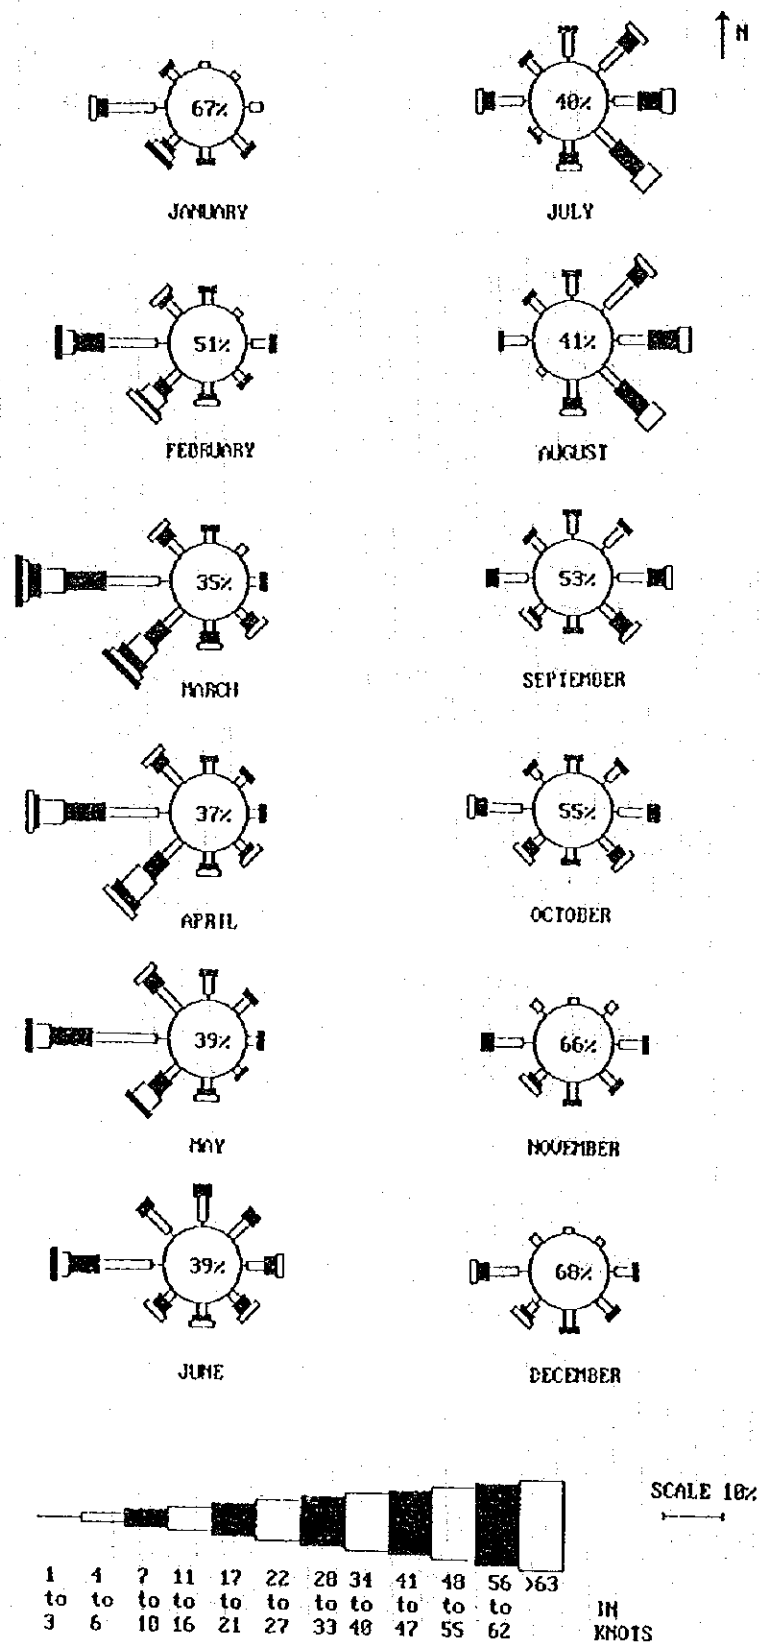 N
67% 40%
JANUARY JULY
51% 41%
FEBRUARY AUGUST
35% 53%
MARCH SEPTEMBER
37% 55%
APRIL OCTOBER
39% 66%
MAY NOVEMBER
39% 68%
JUNE DECEMBER
SCALE 10%
1 4 7 11 17 22 28 34 41 48 56 >63
to to to to to to to to to to to IN
3 6 10 16 21 27 33 40 47 55 62 KNOTS